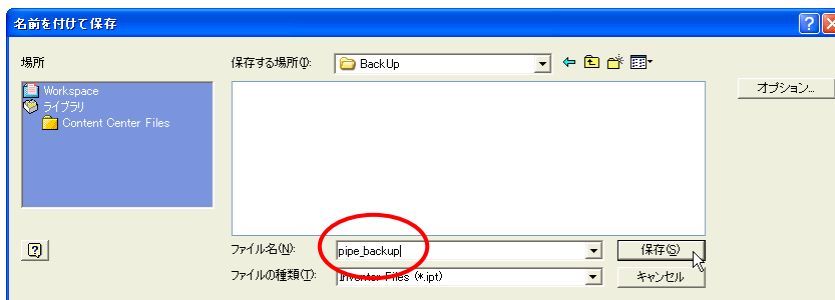 名前を付けて保存
場所
保存する場所(I):
BackUp
オプション...
Workspace
ライブラリ
Content Center Files
ファイル名(N):
pipe_backup
保存(S)
ファイルの種類(T):
Inventor Files (*.ipt)
キャンセル